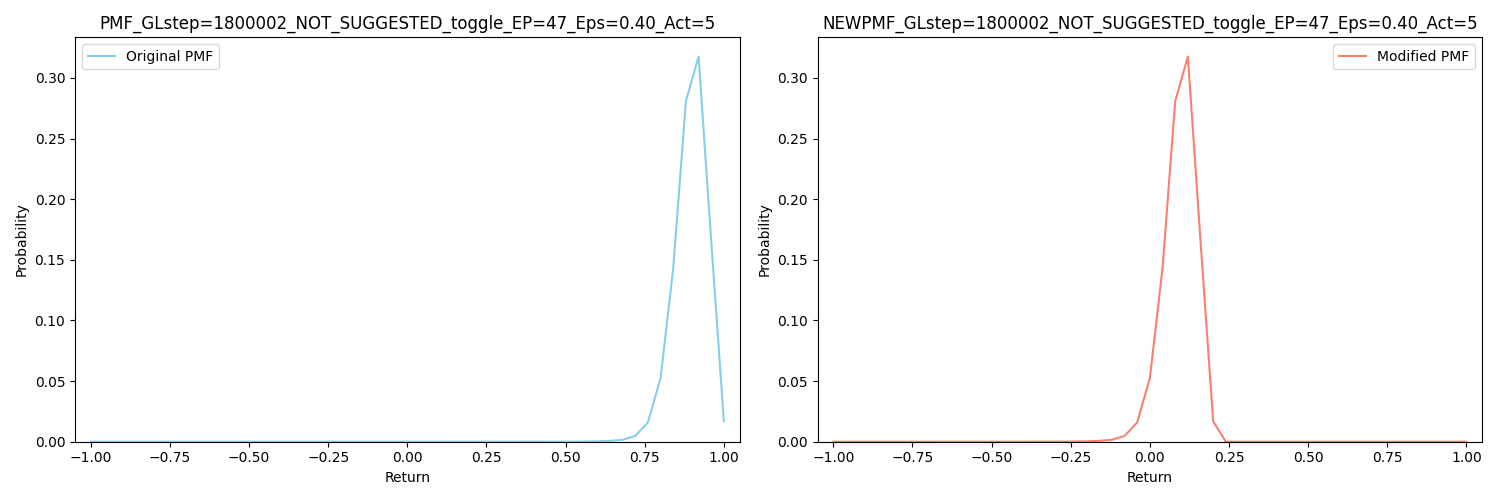 PMF_GLstep=1800002_NOT_SUGGESTED_toggle_EP=47_Eps=0.40_Act=5
Original PMF
0.30
0.25
0.20
0.15
0.10
0.05
0.00
Probability
−1.00 −0.75 −0.50 −0.25 0.00 0.25 0.50 0.75 1.00
Return
NEWPMF_GLstep=1800002_NOT_SUGGESTED_toggle_EP=47_Eps=0.40_Act=5
Modified PMF
0.30
0.25
0.20
0.15
0.10
0.05
0.00
Probability
−1.00 −0.75 −0.50 −0.25 0.00 0.25 0.50 0.75 1.00
Return